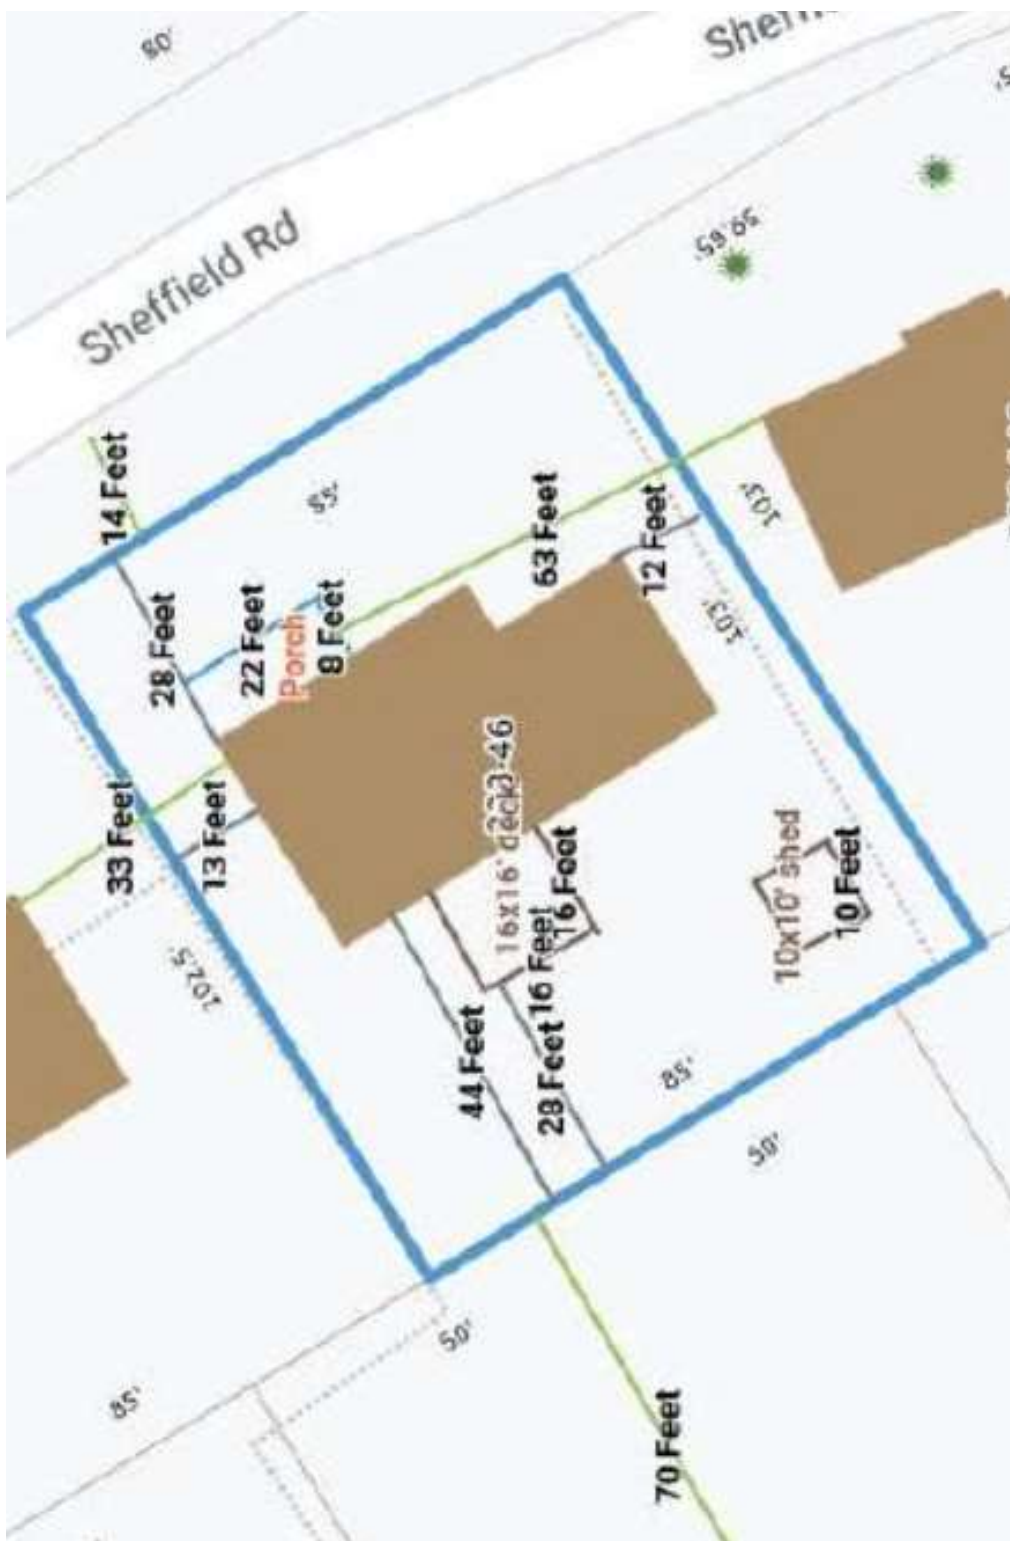 80'
Sheffield Rd
59.65'
14 Feet
85'
63 Feet
12 Feet
103'
103'
28 Feet
22 Feet
Porch
8 Feet
33 Feet
13 Feet
102.5'
16x16' deck
16 Feet
16 Feet
10x10' shed
10 Feet
44 Feet
28 Feet
85'
50'
50'
85'
70 Feet